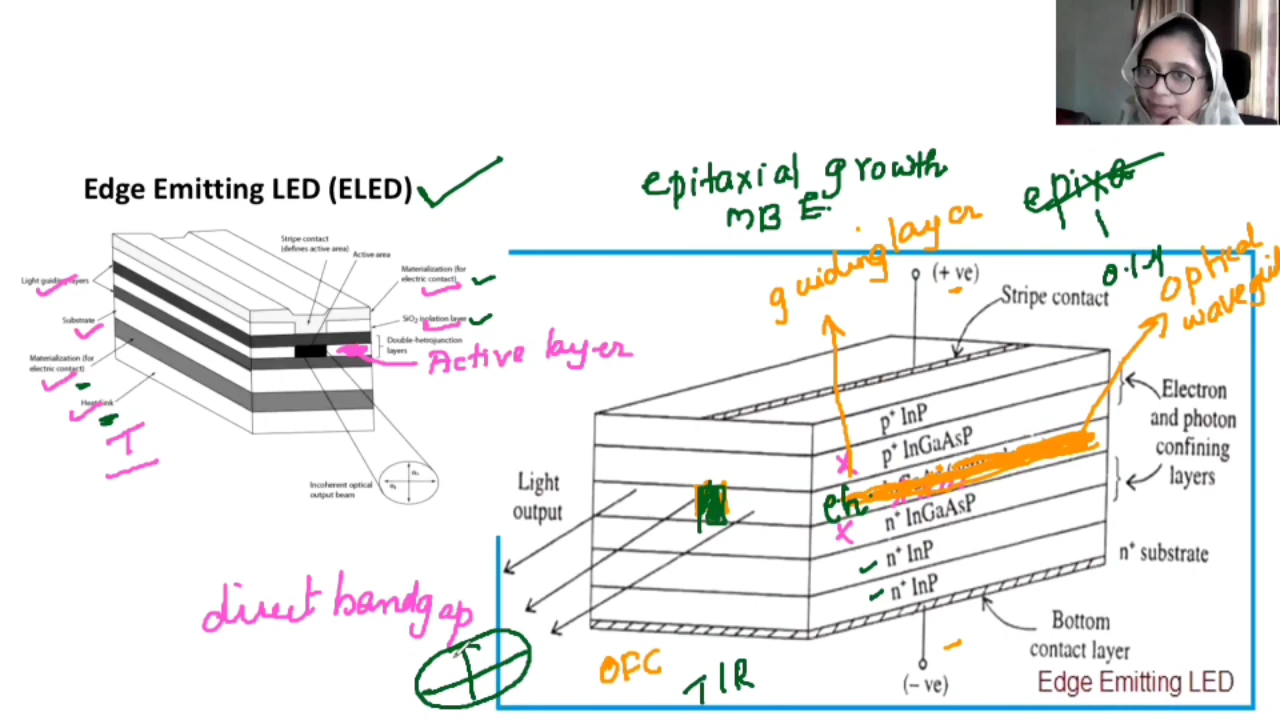 epitaxial growth
MBE
Edge Emitting LED (ELED)
guiding layer
optical
Stripe contact
(defines active area)
Active area
Light guiding layers
Materialization (for
electric contact)
(+ ve)
Stripe contact
Substrate
SiO2 isolation layer
Double-hetrojunction
layers
Active layer
Materialization (for
electric contact)
Heat sink
T
Incoherent optical
output beam
p+ InP
p+ InGaAsP
eh
n+ InGaAsP
n+ InP
n+ InP
Electron
and photon
confining
layers
Light
output
n+ substrate
direct bandgap
Bottom
contact layer
OFC
TIR
(− ve)
Edge Emitting LED